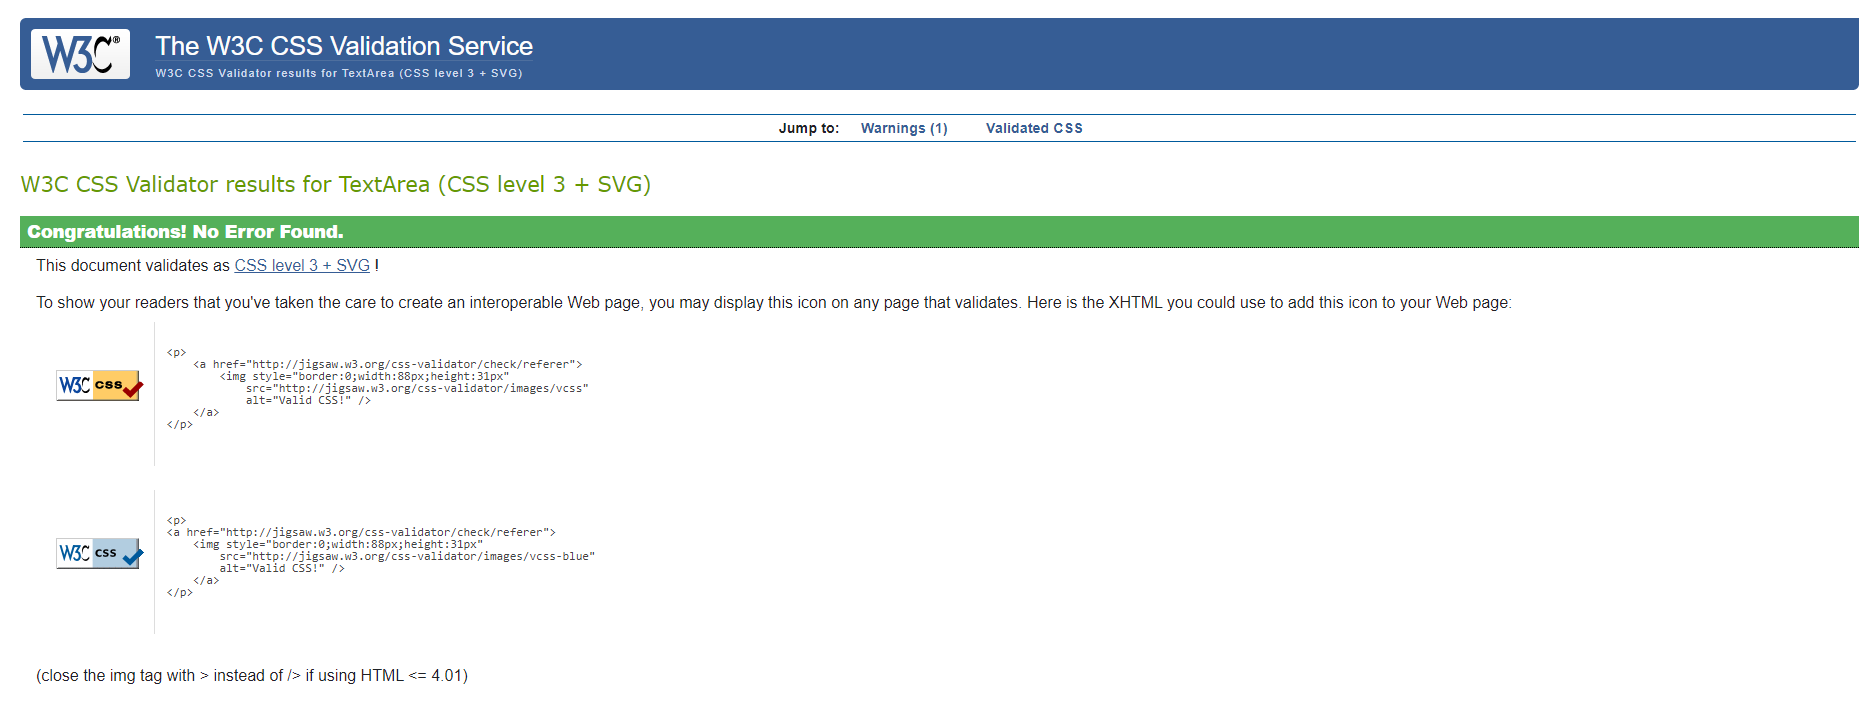 W3C®
The W3C CSS Validation Service
W3C CSS Validator results for TextArea (CSS level 3 + SVG)
Jump to: Warnings (1) Validated CSS
W3C CSS Validator results for TextArea (CSS level 3 + SVG)
Congratulations! No Error Found.
This document validates as CSS level 3 + SVG !
To show your readers that you've taken the care to create an interoperable Web page, you may display this icon on any page that validates. Here is the XHTML you could use to add this icon to your Web page:
W3C CSS
<p>
<a href="http://jigsaw.w3.org/css-validator/check/referer">
<img style="border:0;width:88px;height:31px"
src="http://jigsaw.w3.org/css-validator/images/vcss"
alt="Valid CSS!" />
</a>
</p>
W3C CSS
<p>
<a href="http://jigsaw.w3.org/css-validator/check/referer">
<img style="border:0;width:88px;height:31px"
src="http://jigsaw.w3.org/css-validator/images/vcss-blue"
alt="Valid CSS!" />
</a>
</p>
(close the img tag with > instead of /> if using HTML <= 4.01)